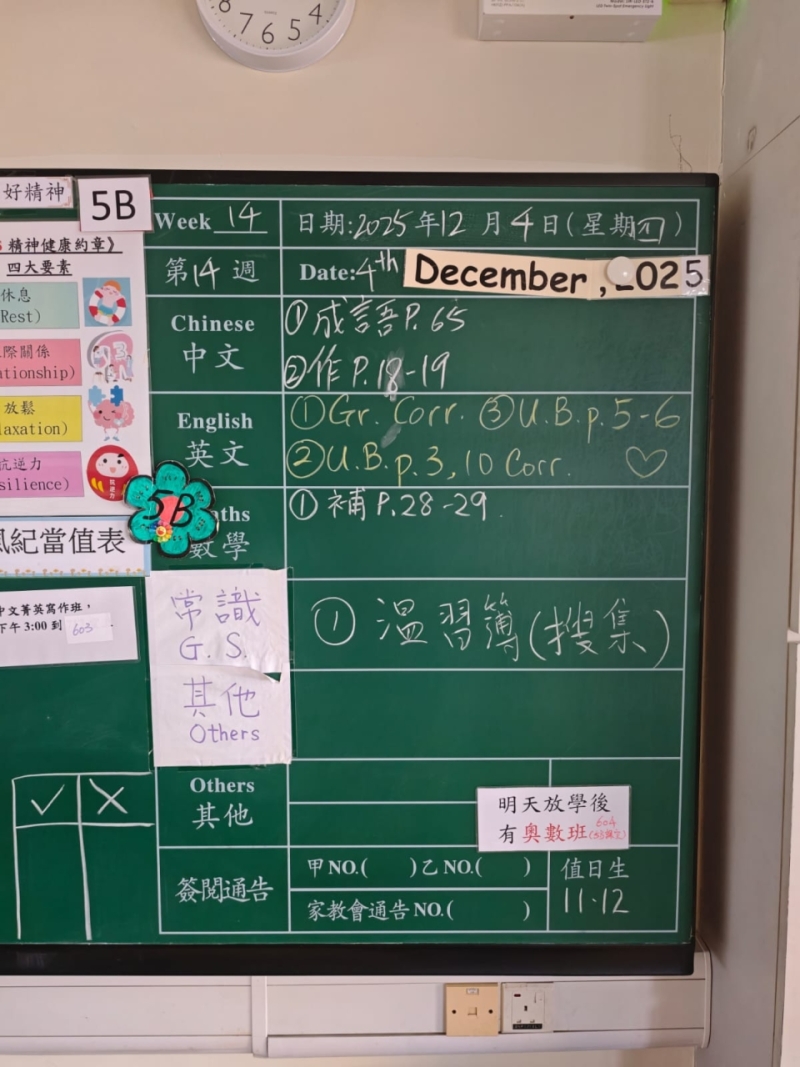 4
5
6
7
好精神
5B
精神健康約章》
四大要素
休息
Rest)
際關係
ationship)
放鬆
axation)
抗逆力
silience)
5B
風紀當值表
中文菁英寫作班，
下午 3:00 到 603 .
✓ ✕
Week 14
日期:2025年12月4日(星期四)
第14週
Date:4th December , 2025
Chinese
中文
①成語P.65
②作P.18-19
English
英文
①Gr. Corr. ③U.B.p.5-6
②U.B.p.3,10 Corr. ♡
ths
數學
①補P.28-29.
常識
G.S.
①溫習簿(搜集)
其他
Others
Others
其他
明天放學後
有奧數班 604
簽閱通告
甲NO.( )乙NO.( )
家教會通告NO.( )
值日生
11.12